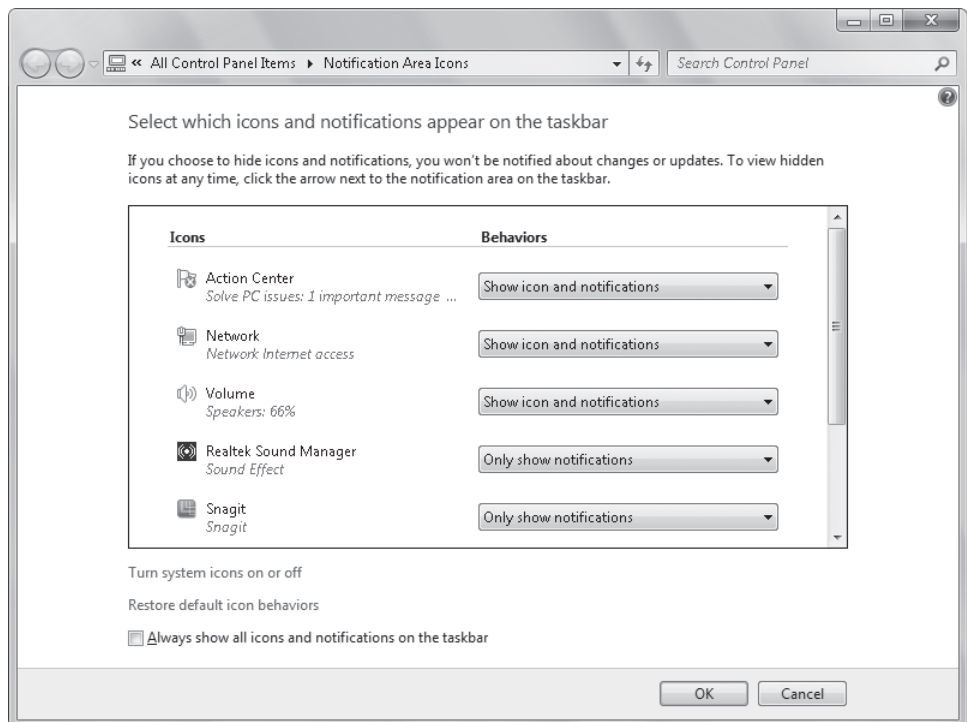 « All Control Panel Items ▸ Notification Area Icons
Search Control Panel
Select which icons and notifications appear on the taskbar
If you choose to hide icons and notifications, you won't be notified about changes or updates. To view hidden
icons at any time, click the arrow next to the notification area on the taskbar.
Icons Behaviors
Action Center
Solve PC issues: 1 important message ...
Show icon and notifications
Network
Network Internet access
Show icon and notifications
Volume
Speakers: 66%
Show icon and notifications
Realtek Sound Manager
Sound Effect
Only show notifications
Snagit
Snagit
Only show notifications
Turn system icons on or off
Restore default icon behaviors
Always show all icons and notifications on the taskbar
OK Cancel